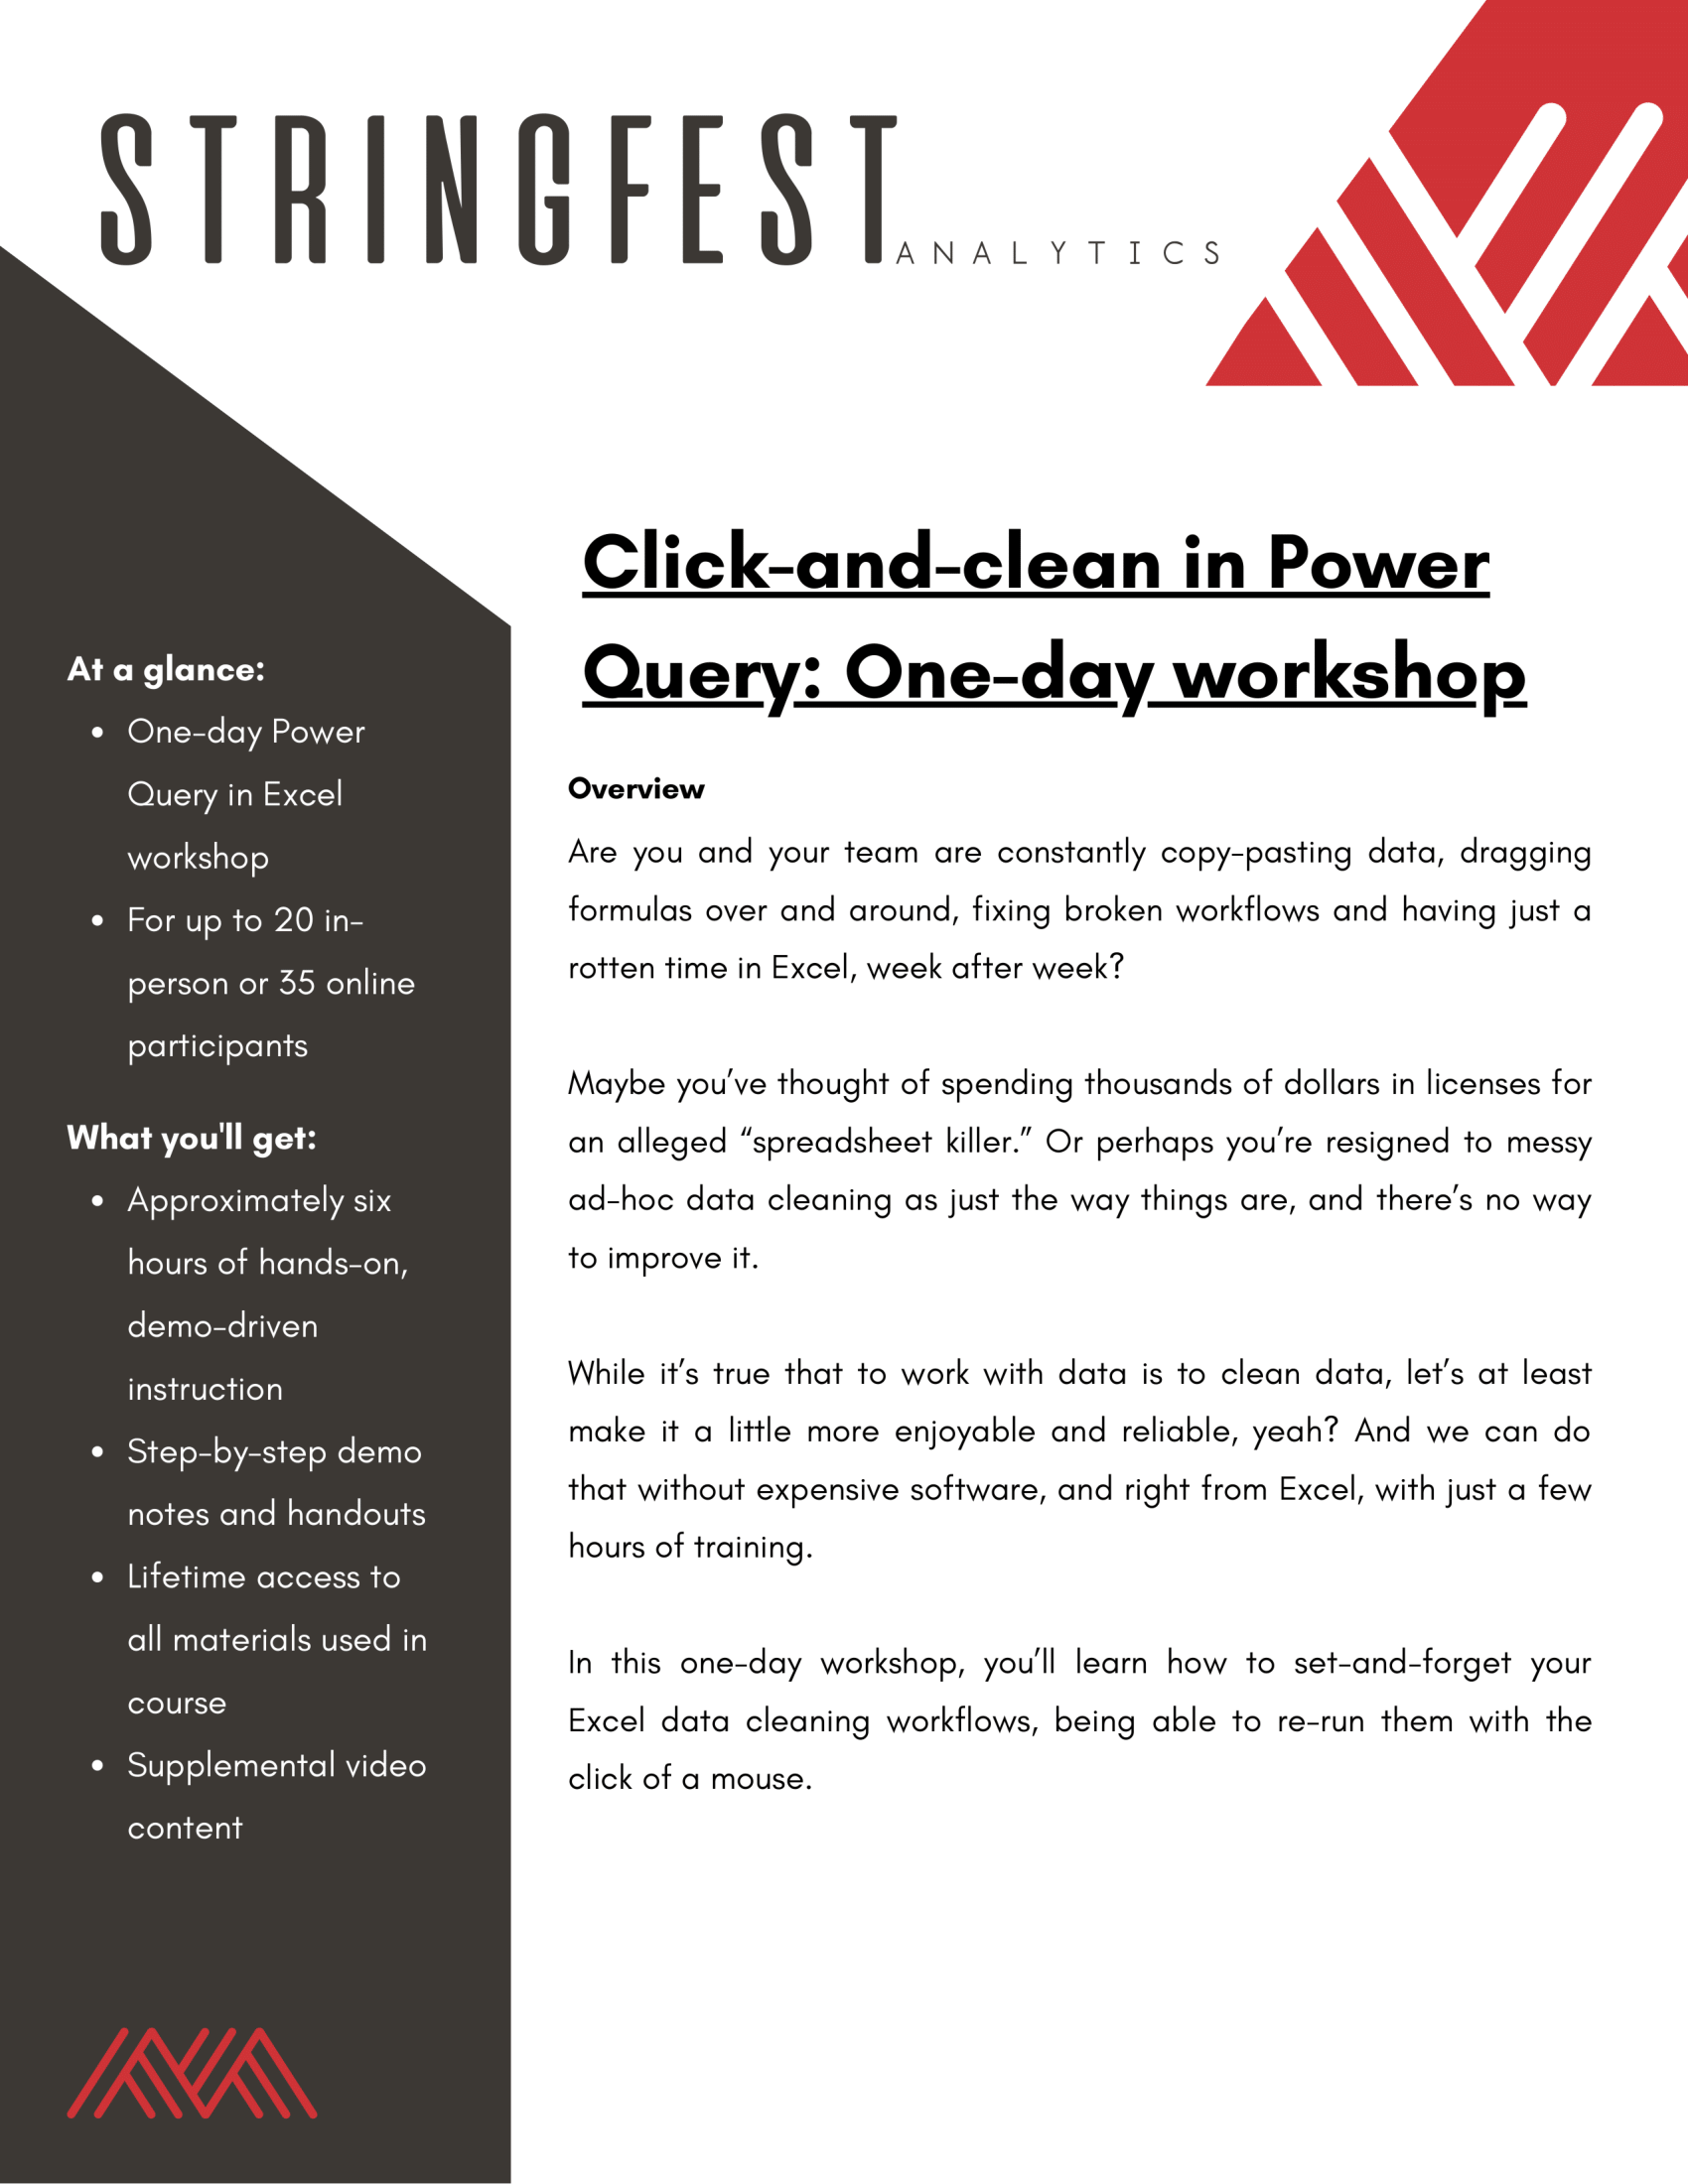 STRINGFEST ANALYTICS
At a glance:
• One-day Power
Query in Excel
workshop
• For up to 20 in-
person or 35 online
participants
What you'll get:
• Approximately six
hours of hands-on,
demo-driven
instruction
• Step-by-step demo
notes and handouts
• Lifetime access to
all materials used in
course
• Supplemental video
content
Click-and-clean in Power
Query: One-day workshop
Overview
Are you and your team are constantly copy-pasting data, dragging
formulas over and around, fixing broken workflows and having just a
rotten time in Excel, week after week?
Maybe you’ve thought of spending thousands of dollars in licenses for
an alleged “spreadsheet killer.” Or perhaps you’re resigned to messy
ad-hoc data cleaning as just the way things are, and there’s no way
to improve it.
While it’s true that to work with data is to clean data, let’s at least
make it a little more enjoyable and reliable, yeah? And we can do
that without expensive software, and right from Excel, with just a few
hours of training.
In this one-day workshop, you’ll learn how to set-and-forget your
Excel data cleaning workflows, being able to re-run them with the
click of a mouse.